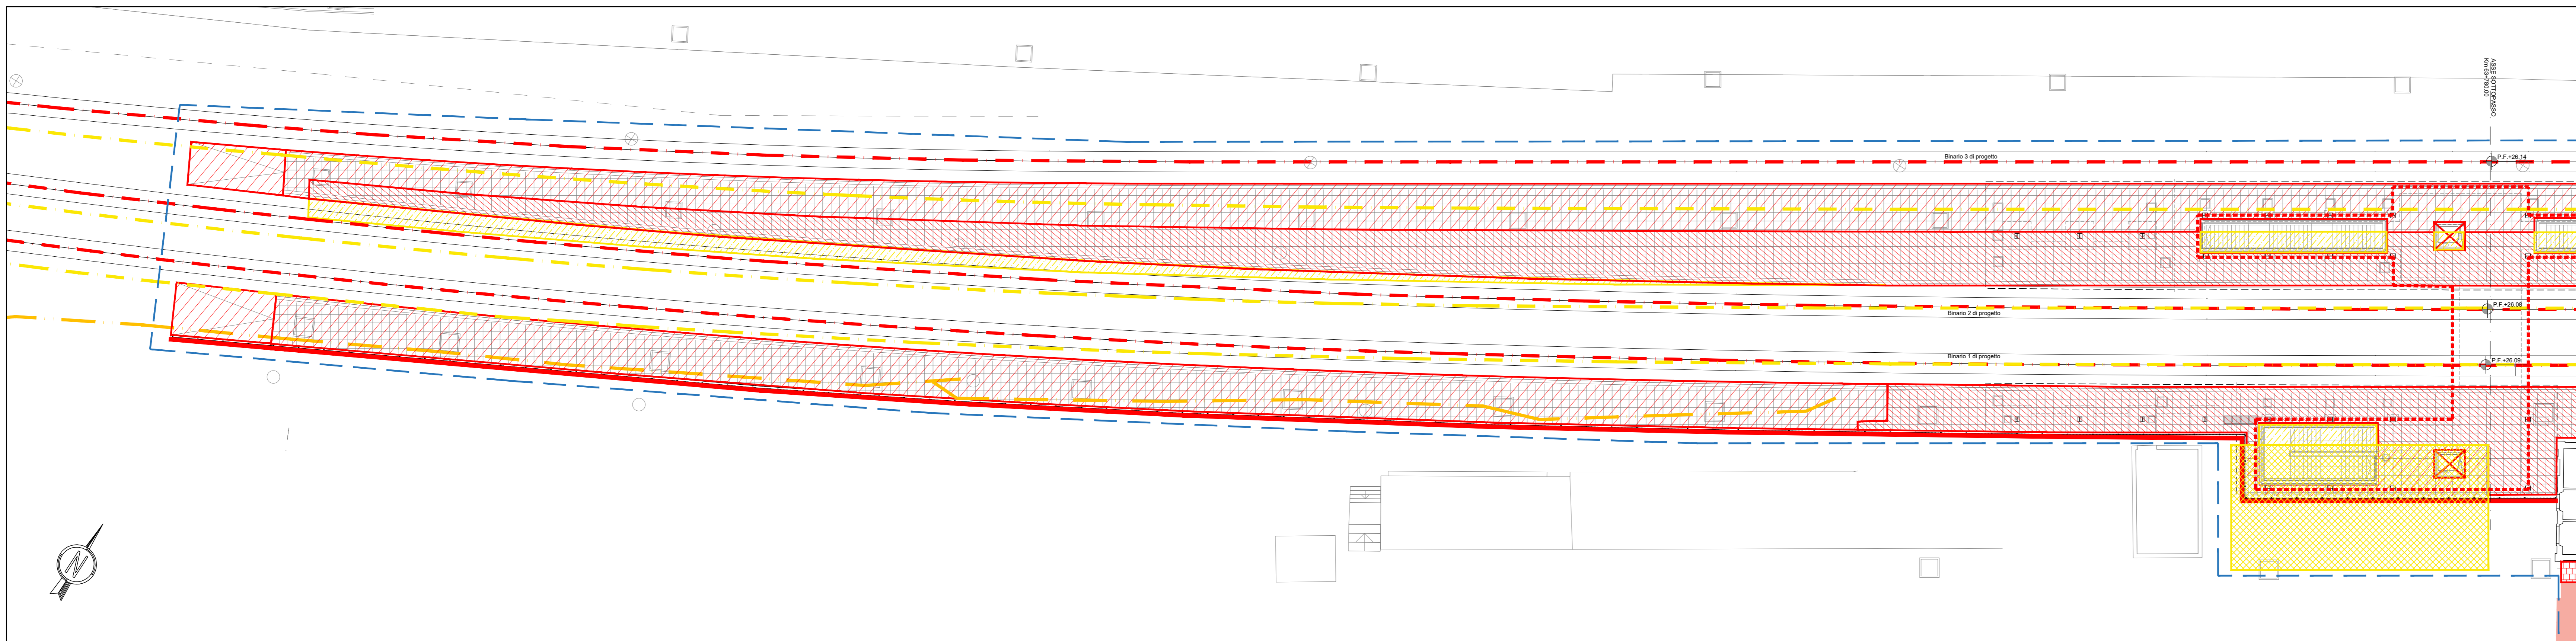 ASSE SOTTOPASSO
Km 63+780.00
Binario 3 di progetto
P.F.+26.14
P.F.+26.08
Binario 2 di progetto
Binario 1 di progetto
P.F.+26.09
N